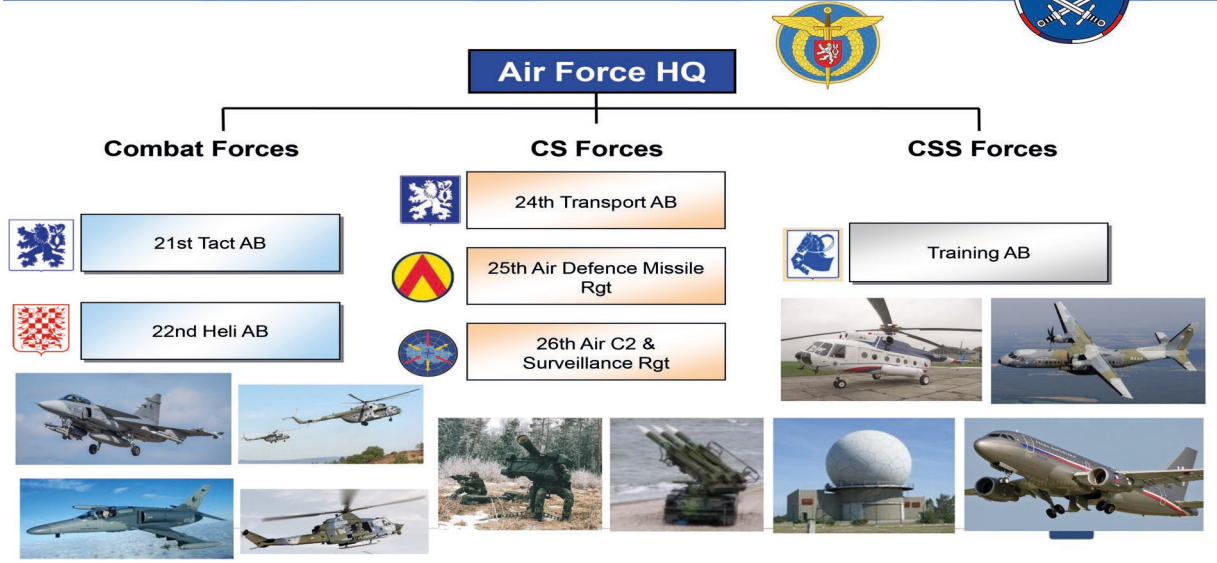 Air Force HQ
Combat Forces
CS Forces
CSS Forces
21st Tact AB
22nd Heli AB
24th Transport AB
25th Air Defence Missile
Rgt
26th Air C2 &
Surveillance Rgt
Training AB